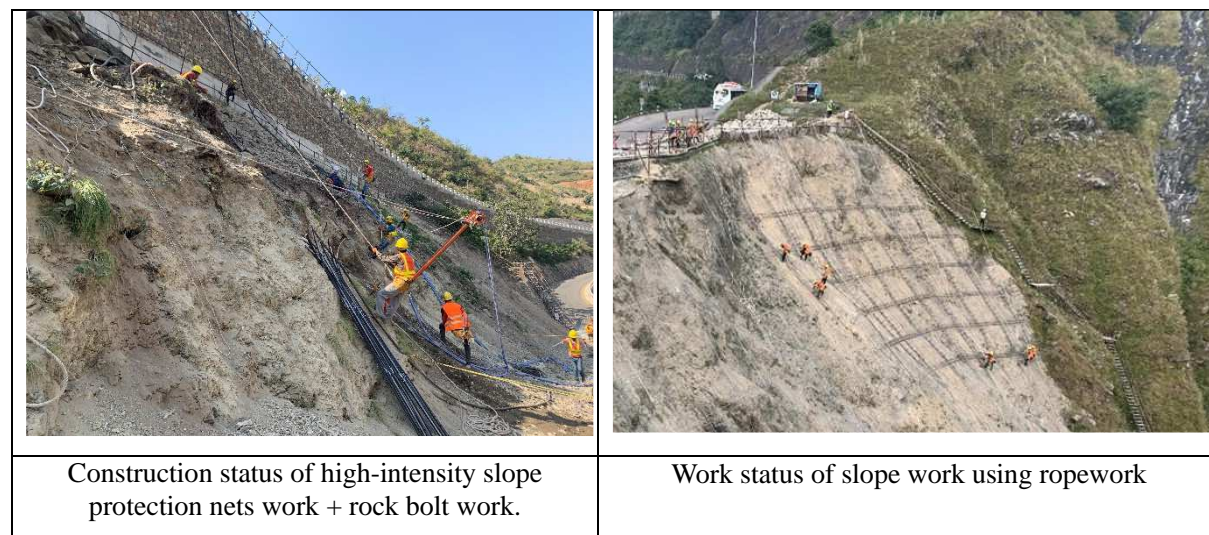 Construction status of high-intensity slope
protection nets work + rock bolt work.
Work status of slope work using ropework